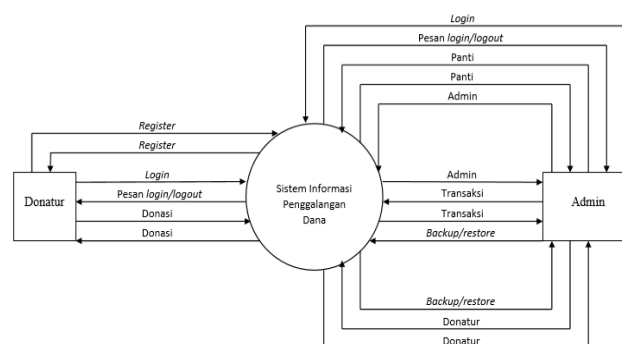 Login
Pesan login/logout
Panti
Panti
Admin
Register
Register
Login
Pesan login/logout
Donasi
Donasi
Donatur
Sistem Informasi
Penggalangan
Dana
Admin
Transaksi
Transaksi
Backup/restore
Admin
Backup/restore
Donatur
Donatur